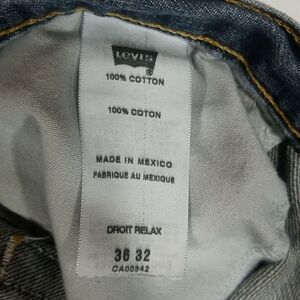 Levi's
®
100% COTTON
100% COTON
MADE IN MEXICO
FABRIQUE AU MEXIQUE
DROIT RELAX
36 32
CA00342